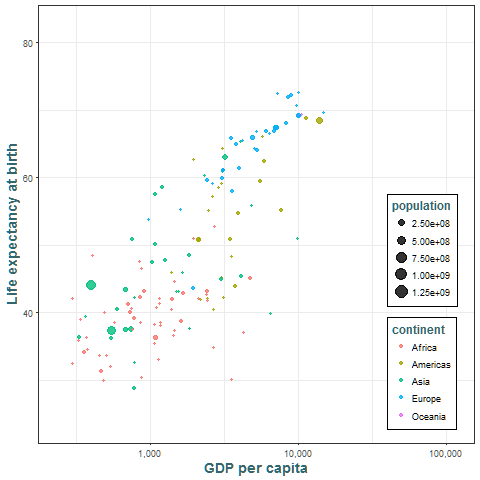 80
60
40
Life expectancy at birth
1,000
10,000
100,000
GDP per capita
population
2.50e+08
5.00e+08
7.50e+08
1.00e+09
1.25e+09
continent
Africa
Americas
Asia
Europe
Oceania